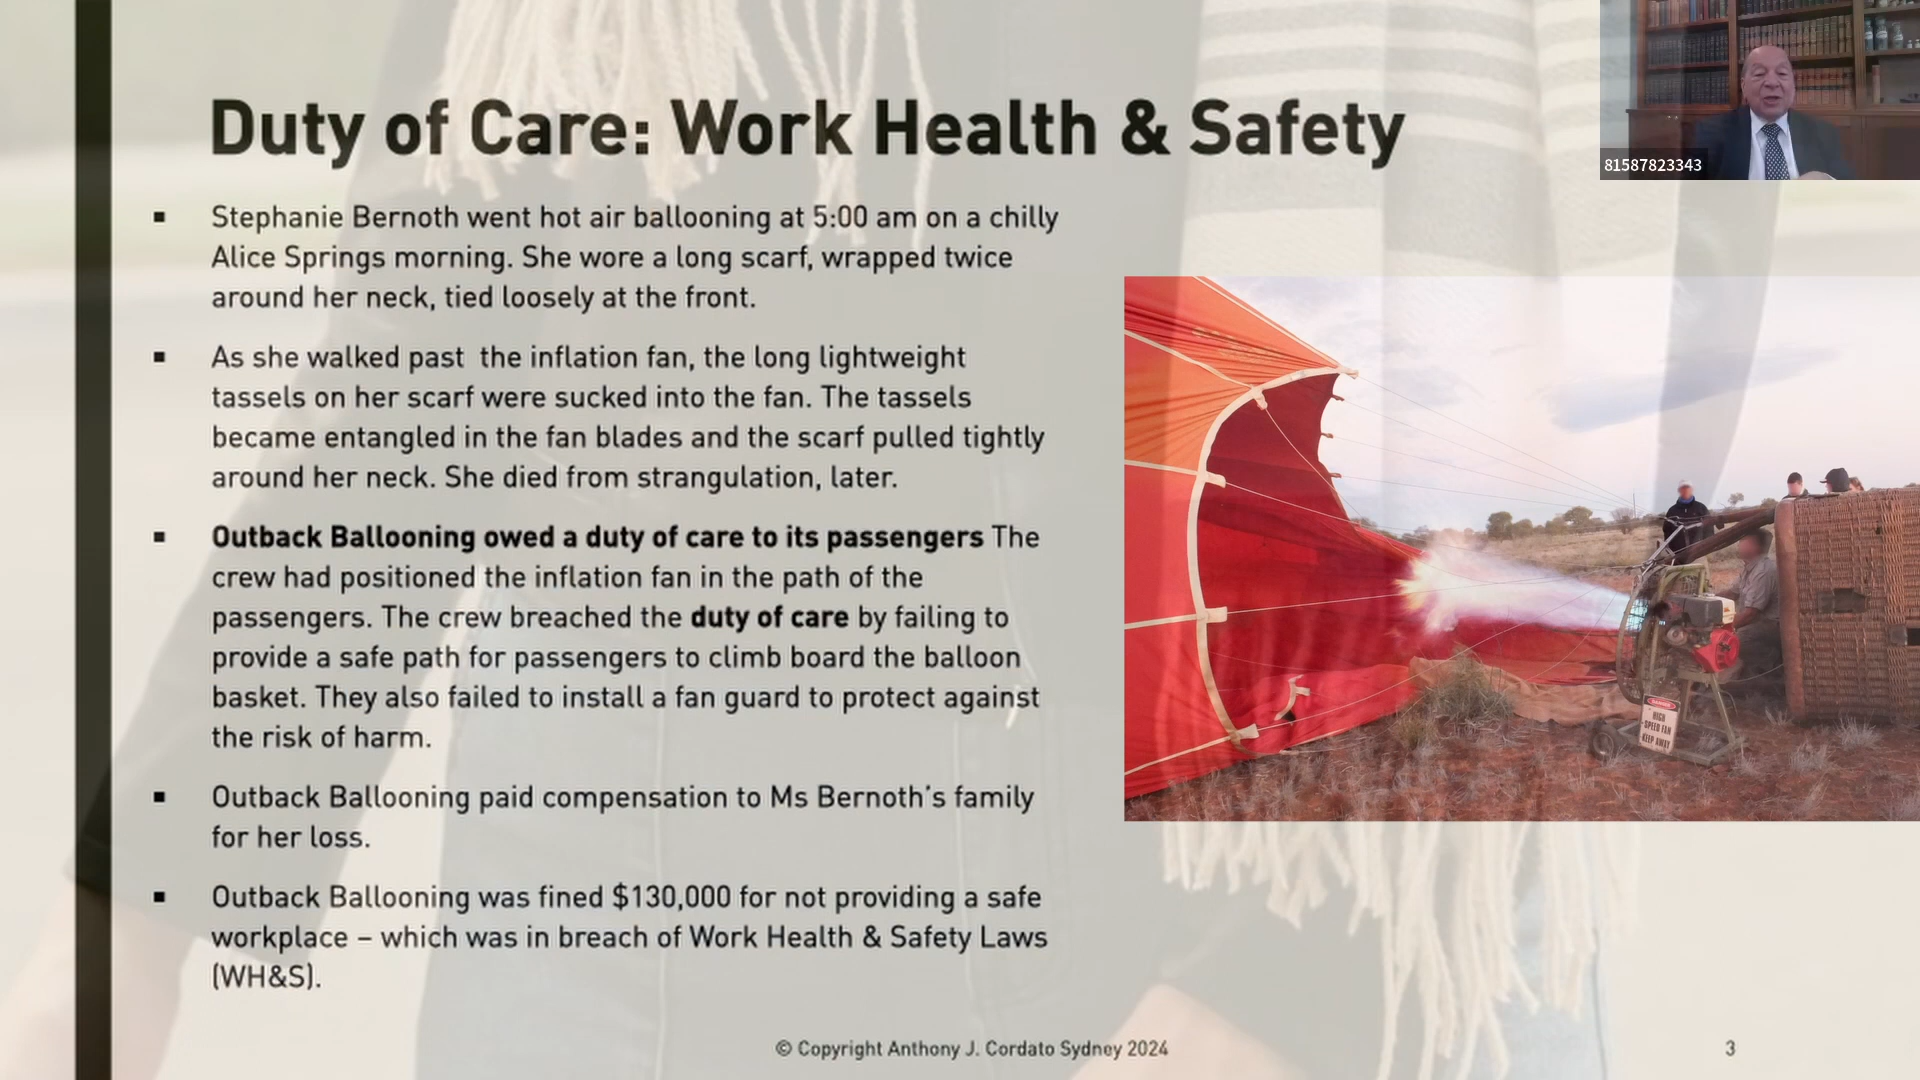 Duty of Care: Work Health & Safety
81587823343
▪ Stephanie Bernoth went hot air ballooning at 5:00 am on a chilly
Alice Springs morning. She wore a long scarf, wrapped twice
around her neck, tied loosely at the front.
▪ As she walked past  the inflation fan, the long lightweight
tassels on her scarf were sucked into the fan. The tassels
became entangled in the fan blades and the scarf pulled tightly
around her neck. She died from strangulation, later.
▪ Outback Ballooning owed a duty of care to its passengers The
crew had positioned the inflation fan in the path of the
passengers. The crew breached the duty of care by failing to
provide a safe path for passengers to climb board the balloon
basket. They also failed to install a fan guard to protect against
the risk of harm.
▪ Outback Ballooning paid compensation to Ms Bernoth’s family
for her loss.
▪ Outback Ballooning was fined $130,000 for not providing a safe
workplace – which was in breach of Work Health & Safety Laws
(WH&S).
DANGER
HIGH
SPEED FAN
KEEP AWAY
© Copyright Anthony J. Cordato Sydney 2024
3